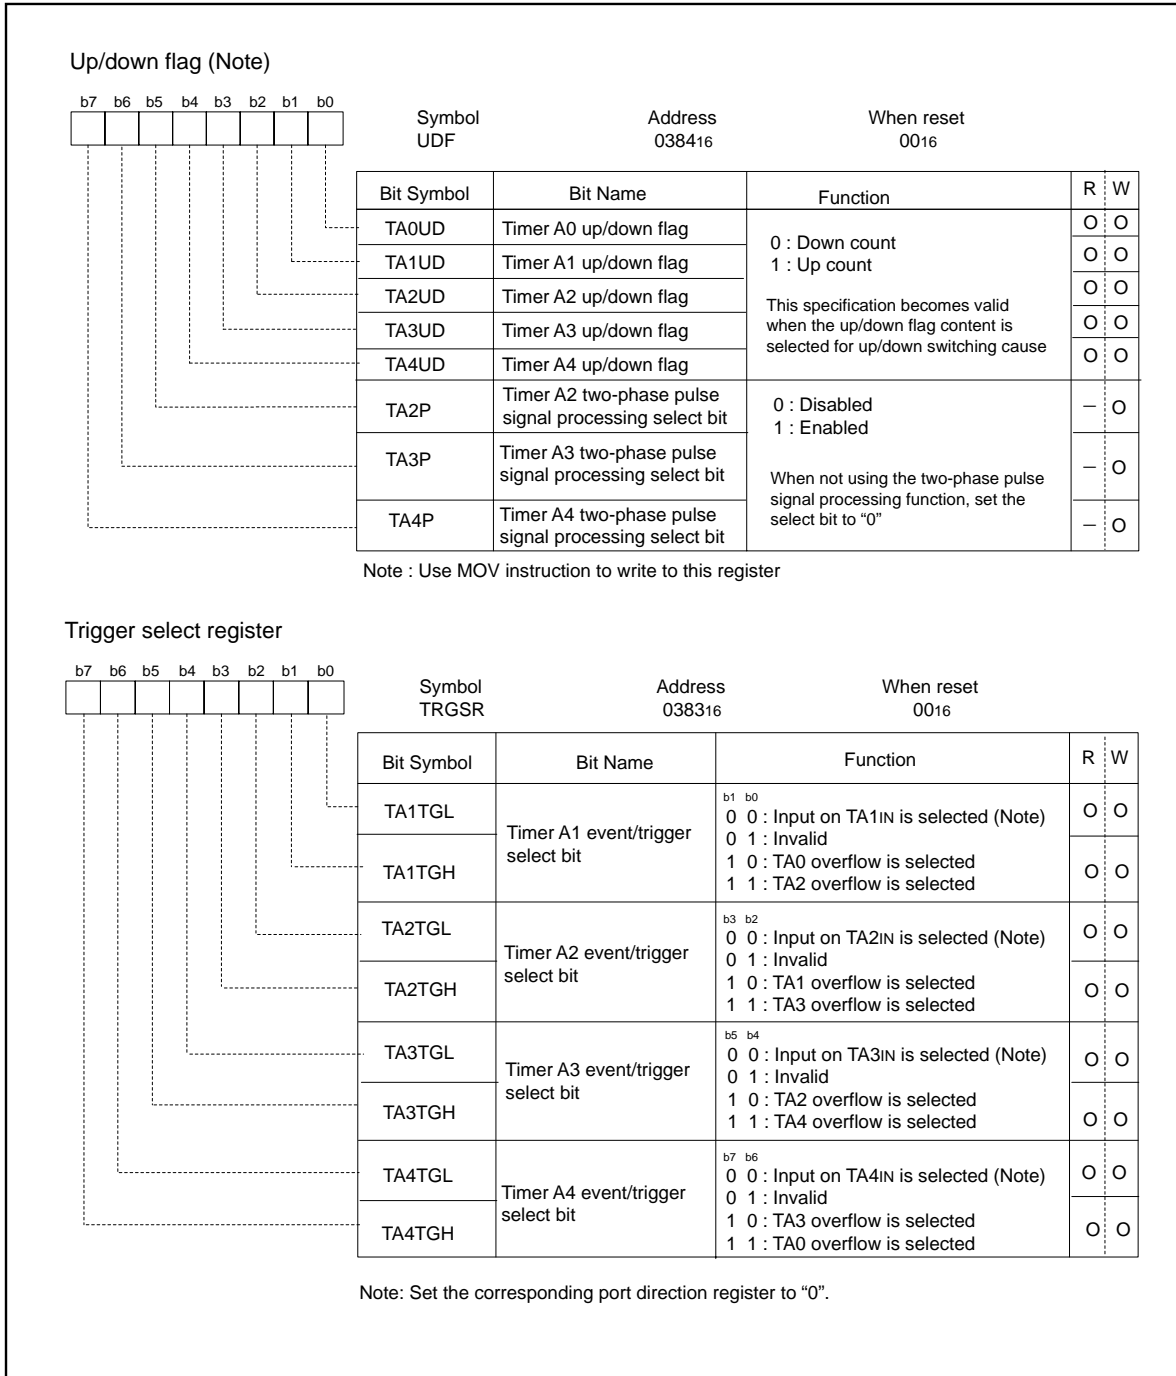 Up/down flag (Note)
b7 b6 b5 b4 b3 b2 b1 b0
Symbol Address When reset
UDF 038416 0016
Bit Symbol Bit Name Function R W
TA0UD Timer A0 up/down flag O O
0 : Down count
1 : Up count
TA1UD Timer A1 up/down flag O O
TA2UD Timer A2 up/down flag O O
This specification becomes valid
when the up/down flag content is
selected for up/down switching cause
TA3UD Timer A3 up/down flag O O
TA4UD Timer A4 up/down flag O O
TA2P Timer A2 two-phase pulse
signal processing select bit – O
0 : Disabled
1 : Enabled
TA3P Timer A3 two-phase pulse
signal processing select bit – O
When not using the two-phase pulse
signal processing function, set the
select bit to “0”
TA4P Timer A4 two-phase pulse
signal processing select bit – O
Note : Use MOV instruction to write to this register
Trigger select register
b7 b6 b5 b4 b3 b2 b1 b0
Symbol Address When reset
TRGSR 038316 0016
Bit Symbol Bit Name Function R W
TA1TGL O O
TA1TGH O O
Timer A1 event/trigger
select bit
b1 b0
0 0 : Input on TA1IN is selected (Note)
0 1 : Invalid
1 0 : TA0 overflow is selected
1 1 : TA2 overflow is selected
TA2TGL O O
TA2TGH O O
Timer A2 event/trigger
select bit
b3 b2
0 0 : Input on TA2IN is selected (Note)
0 1 : Invalid
1 0 : TA1 overflow is selected
1 1 : TA3 overflow is selected
TA3TGL O O
TA3TGH O O
Timer A3 event/trigger
select bit
b5 b4
0 0 : Input on TA3IN is selected (Note)
0 1 : Invalid
1 0 : TA2 overflow is selected
1 1 : TA4 overflow is selected
TA4TGL O O
TA4TGH O O
Timer A4 event/trigger
select bit
b7 b6
0 0 : Input on TA4IN is selected (Note)
0 1 : Invalid
1 0 : TA3 overflow is selected
1 1 : TA0 overflow is selected
Note: Set the corresponding port direction register to “0”.